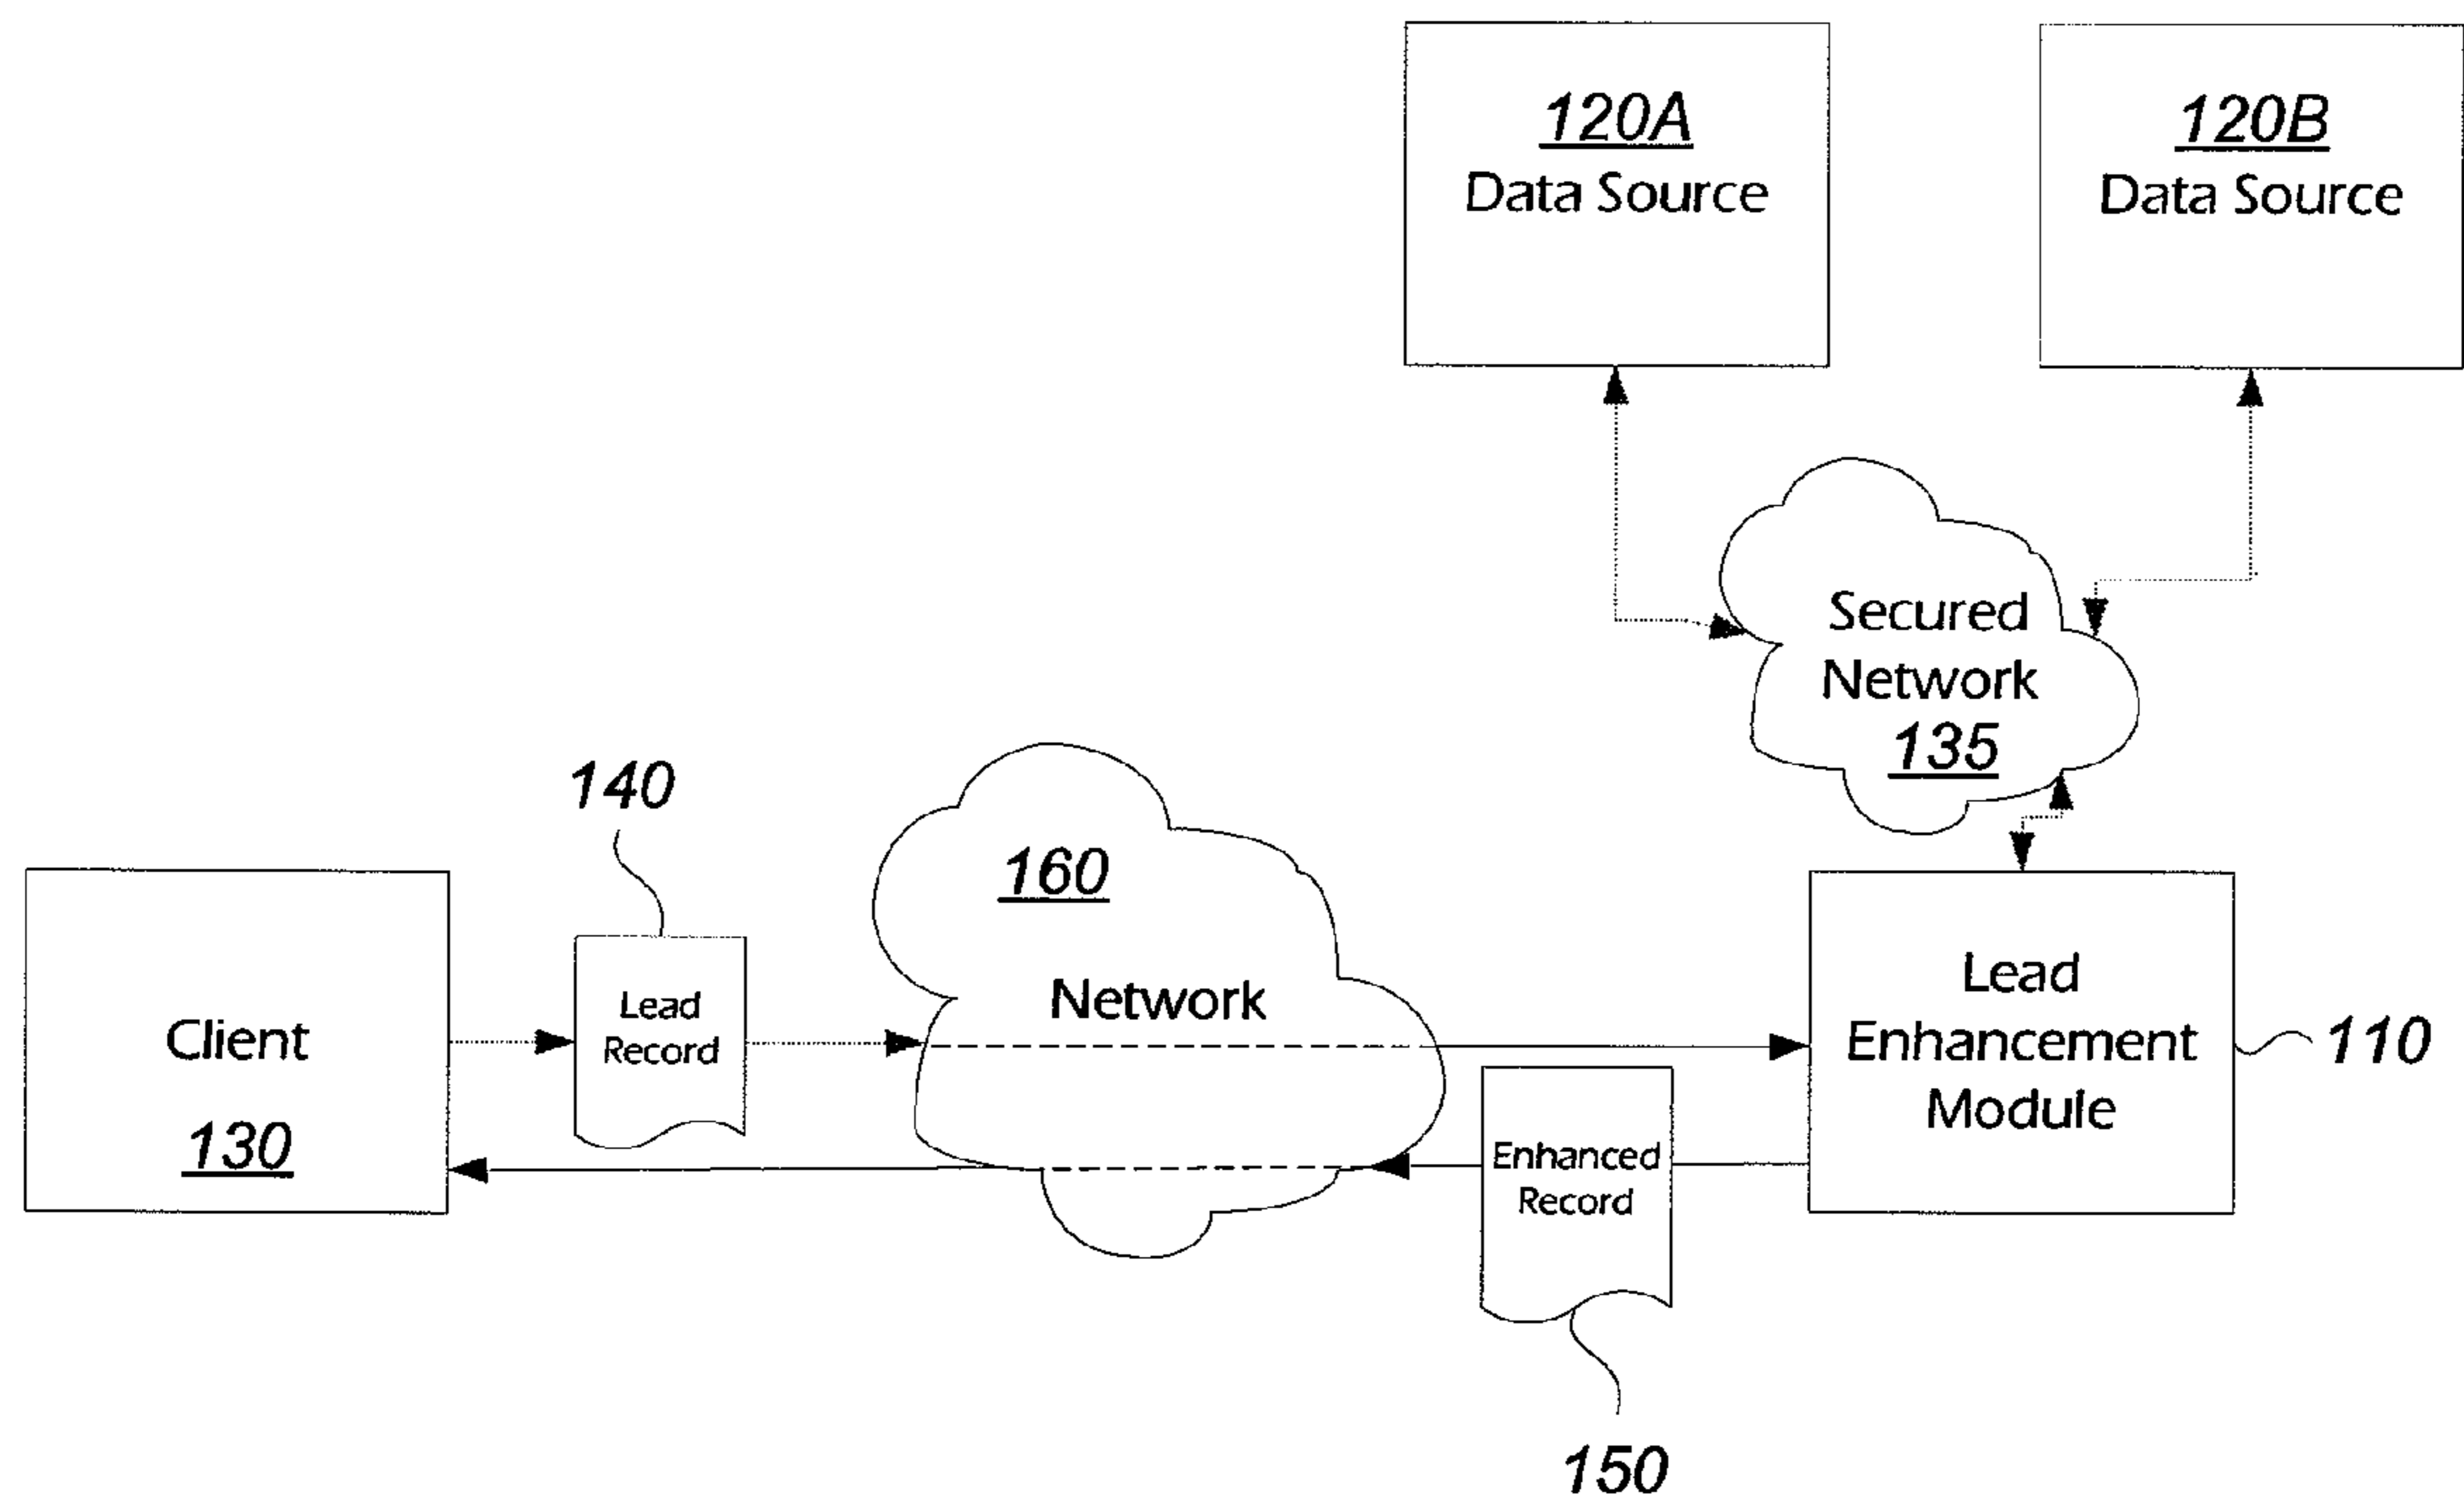 120A
Data Source
120B
Data Source
Secured
Network
135
140
160
Network
Client
130
Lead
Record
Lead
Enhancement
Module
110
Enhanced
Record
150